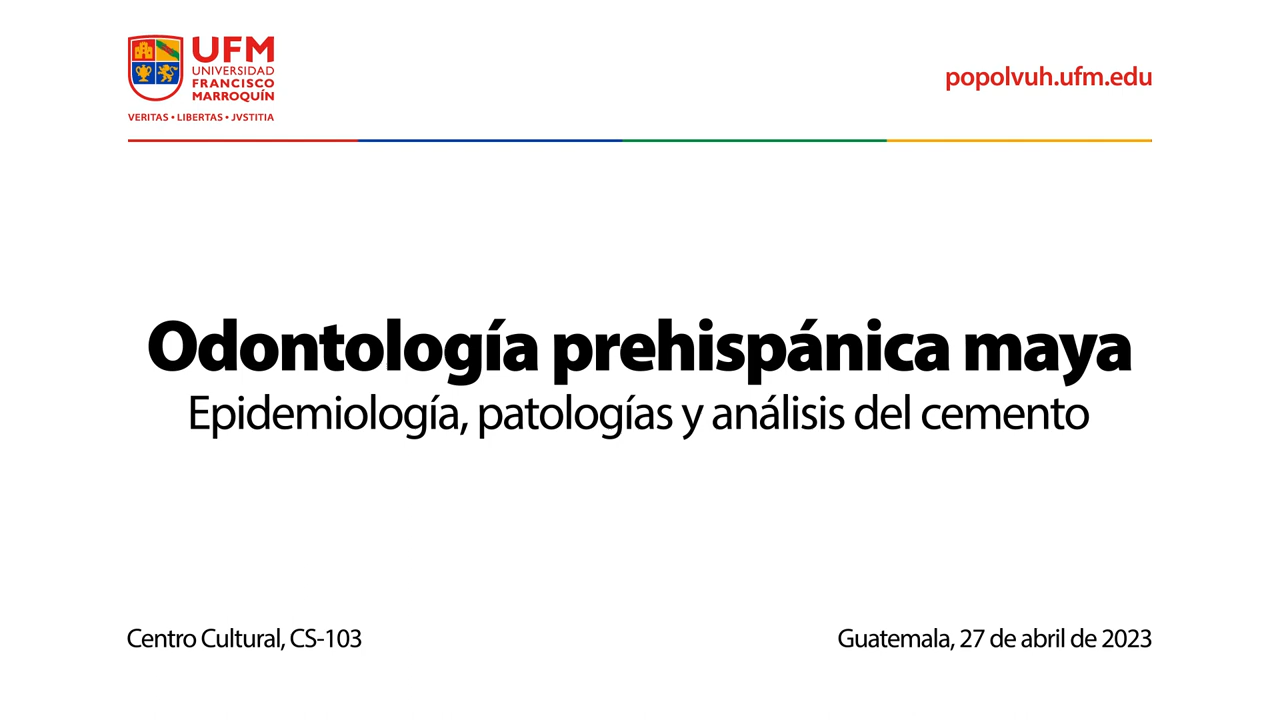 UFM
UNIVERSIDAD
FRANCISCO
MARROQUÍN
VERITAS • LIBERTAS • JVSTITIA
popolvuh.ufm.edu
Odontología prehispánica maya
Epidemiología, patologías y análisis del cemento
Centro Cultural, CS-103
Guatemala, 27 de abril de 2023